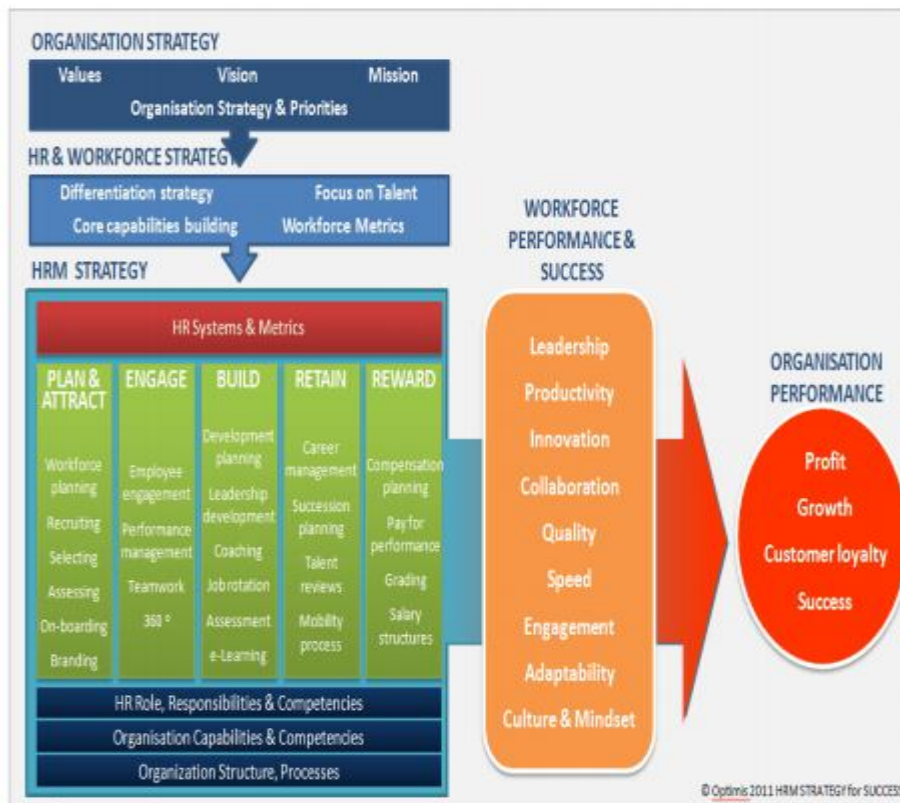 ORGANISATION STRATEGY
Values Vision Mission
Organisation Strategy & Priorities
HR & WORKFORCE STRATEGY
Differentiation strategy Focus on Talent
Core capabilities building Workforce Metrics
HRM STRATEGY
HR Systems & Metrics
PLAN &
ATTRACT
Workforce
planning
Recruiting
Selecting
Assessing
On-boarding
Branding
ENGAGE
Employee
engagement
Performance
management
Teamwork
360 º
BUILD
Development
planning
Leadership
development
Coaching
Job rotation
Assessment
e-Learning
RETAIN
Career
management
Succession
planning
Talent
reviews
Mobility
process
REWARD
Compensation
planning
Pay for
performance
Grading
Salary
structures
HR Role, Responsibilities & Competencies
Organisation Capabilities & Competencies
Organization Structure, Processes
WORKFORCE
PERFORMANCE &
SUCCESS
Leadership
Productivity
Innovation
Collaboration
Quality
Speed
Engagement
Adaptability
Culture & Mindset
ORGANISATION
PERFORMANCE
Profit
Growth
Customer loyalty
Success
© Optimis 2011 HRM STRATEGY for SUCCESS